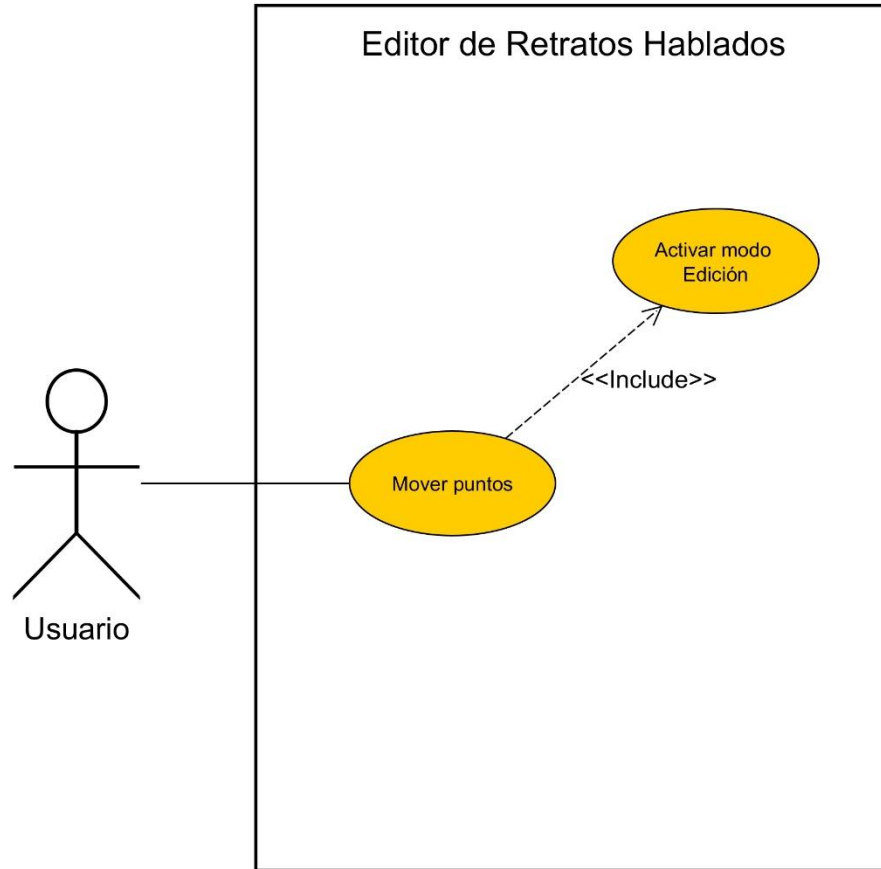 Editor de Retratos Hablados
Activar modo
Edición
<<Include>>
Mover puntos
Usuario